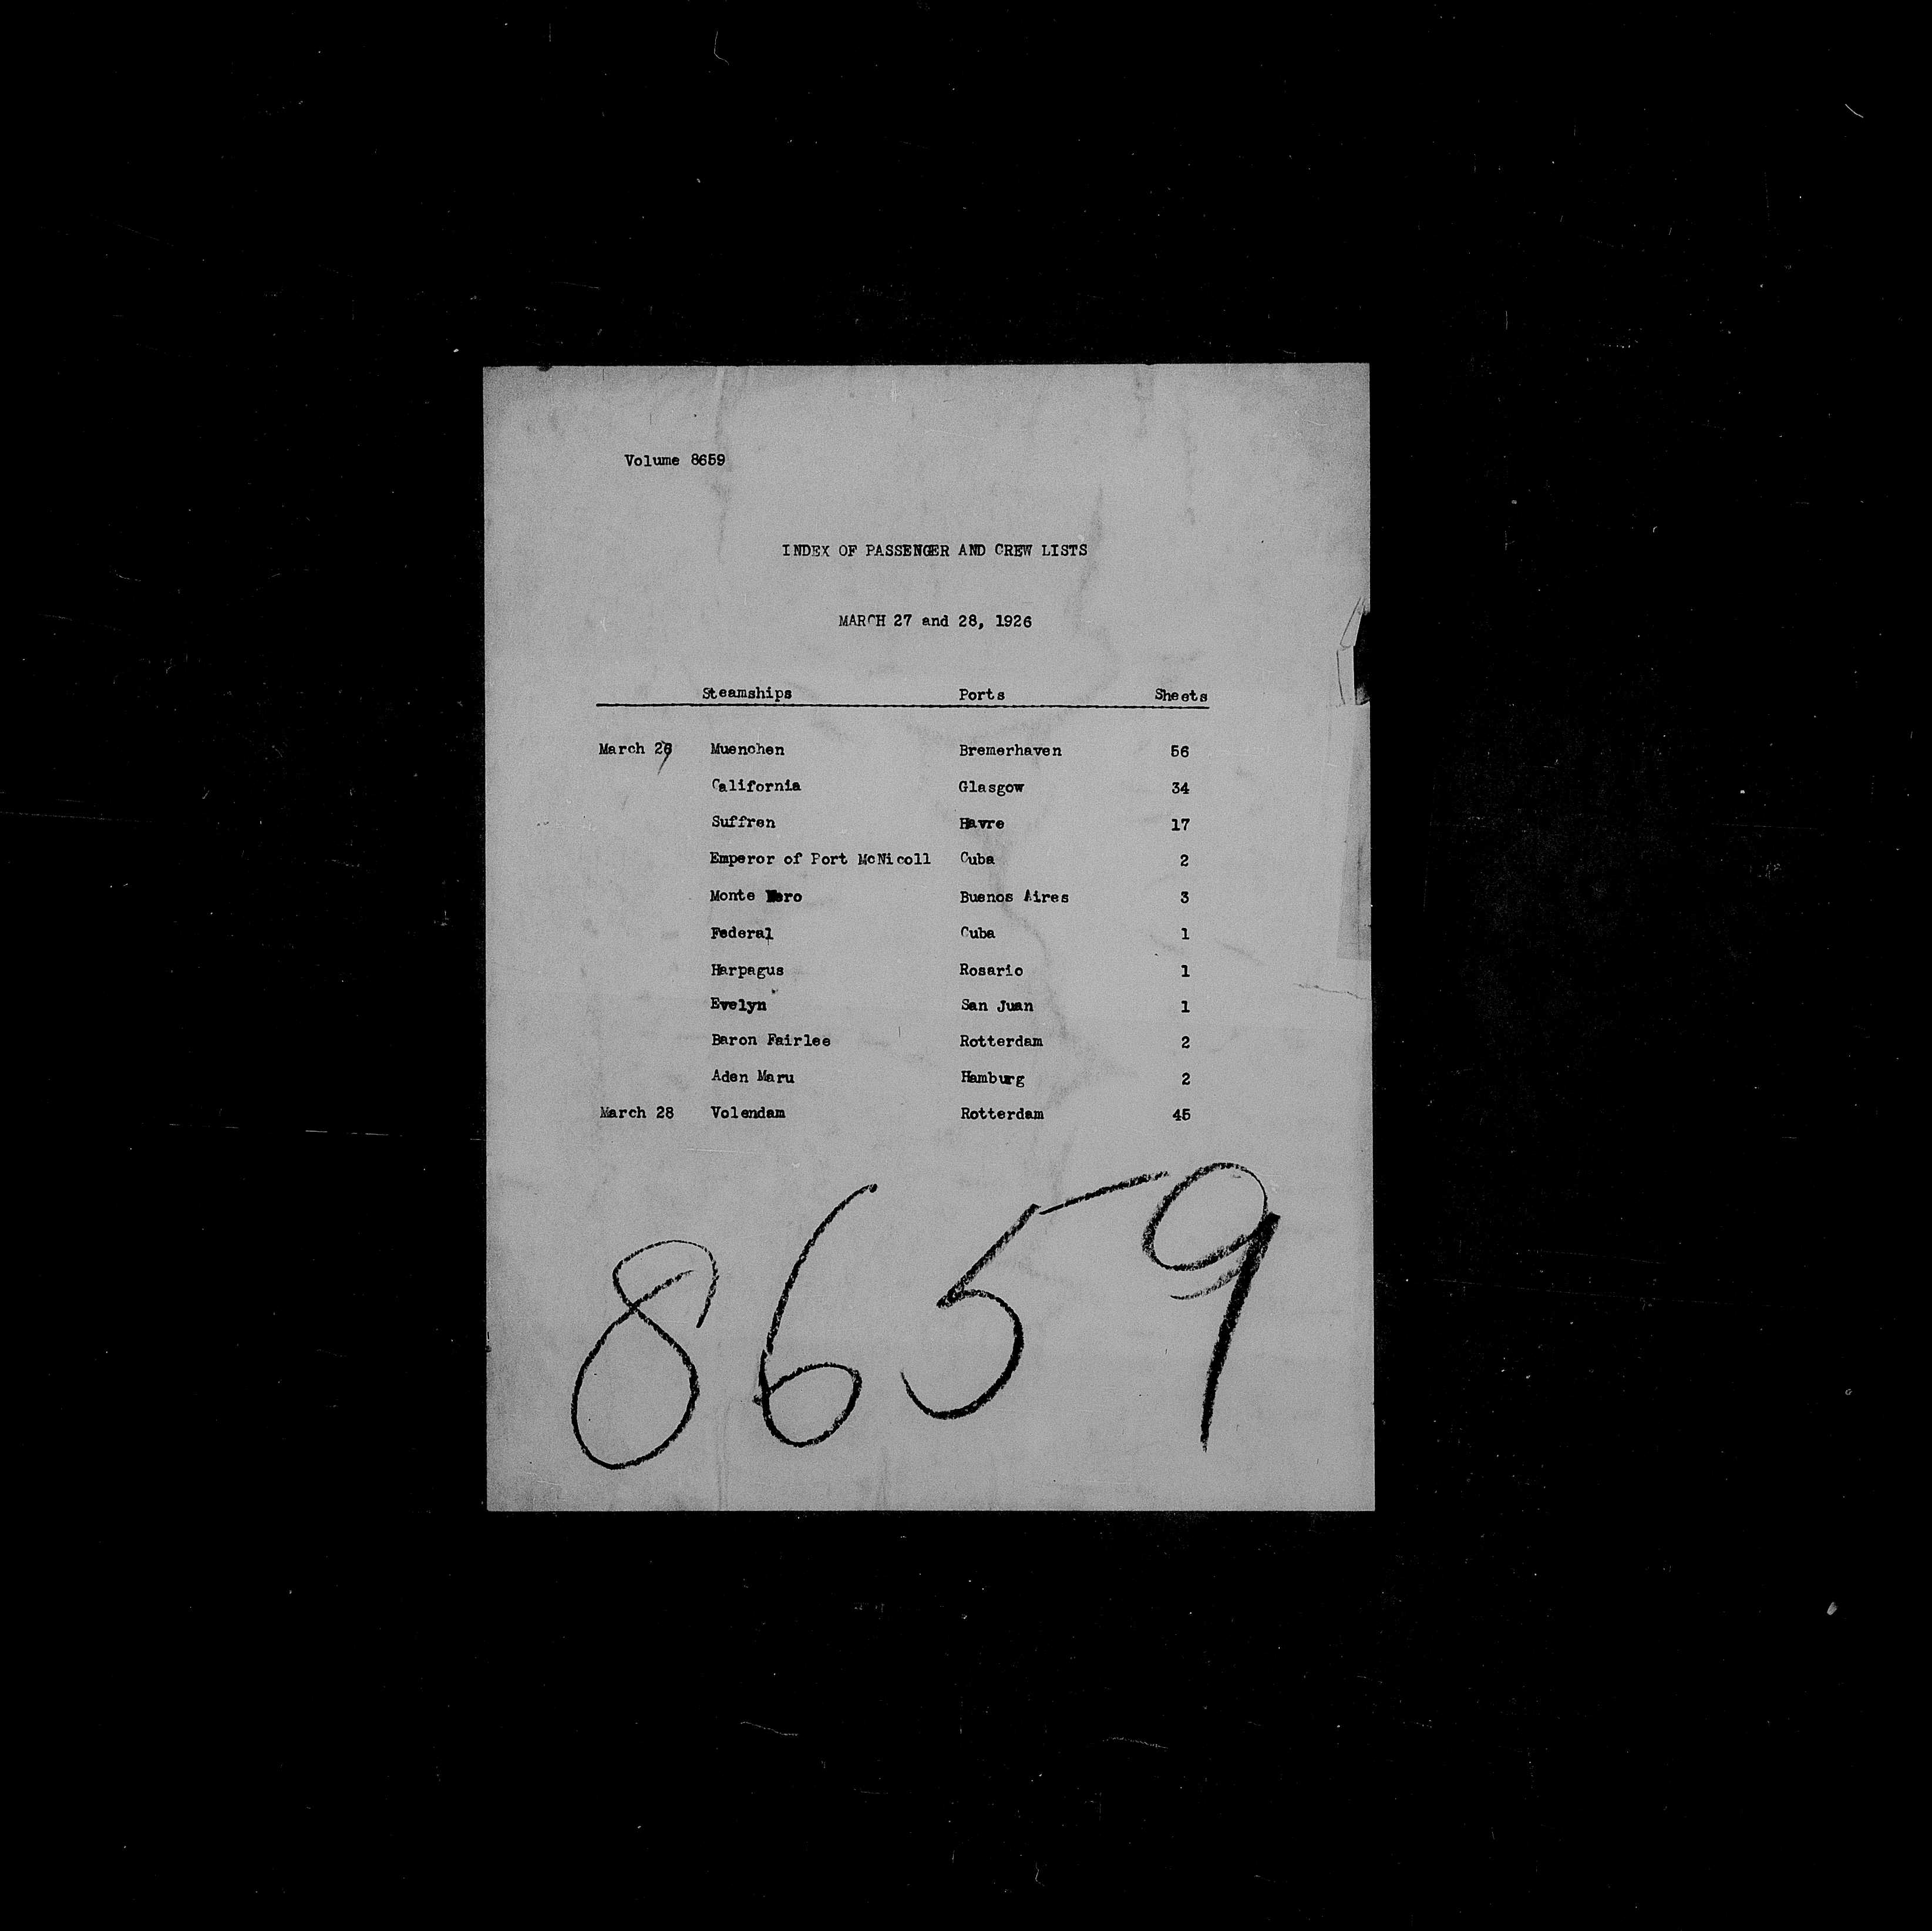 Volume 8659
INDEX OF PASSENGER AND CREW LISTS
MARCH 27 and 28, 1926
Steamships Ports Sheets
March 27 Muenchen Bremerhaven 56
California Glasgow 34
Suffren Havre 17
Emperor of Port McNicoll Cuba 2
Monte Nero Buenos Aires 3
Federal Cuba 1
Harpagus Rosario 1
Evelyn San Juan 1
Baron Fairlee Rotterdam 2
Aden Maru Hamburg 2
March 28 Volendam Rotterdam 45
8659